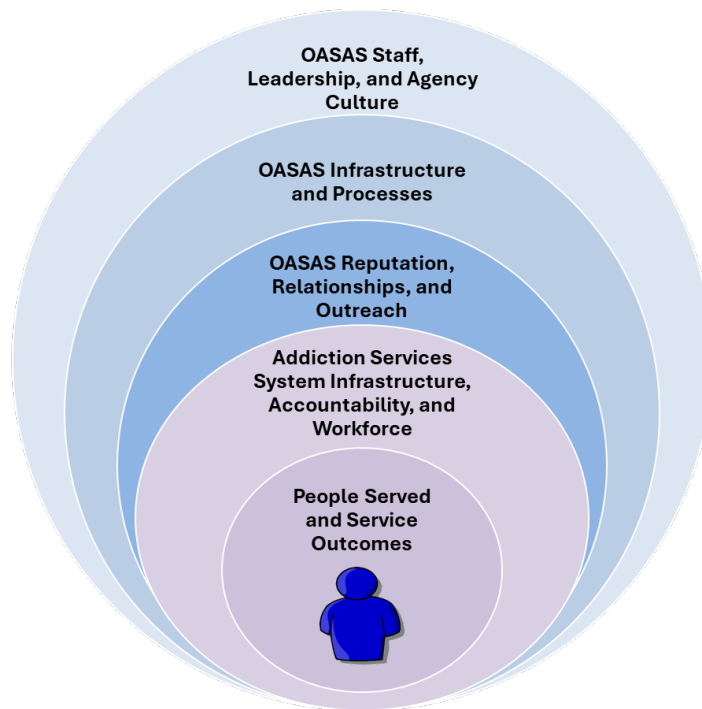 OASAS Staff,
Leadership, and Agency
Culture
OASAS Infrastructure
and Processes
OASAS Reputation,
Relationships, and
Outreach
Addiction Services
System Infrastructure,
Accountability, and
Workforce
People Served
and Service
Outcomes